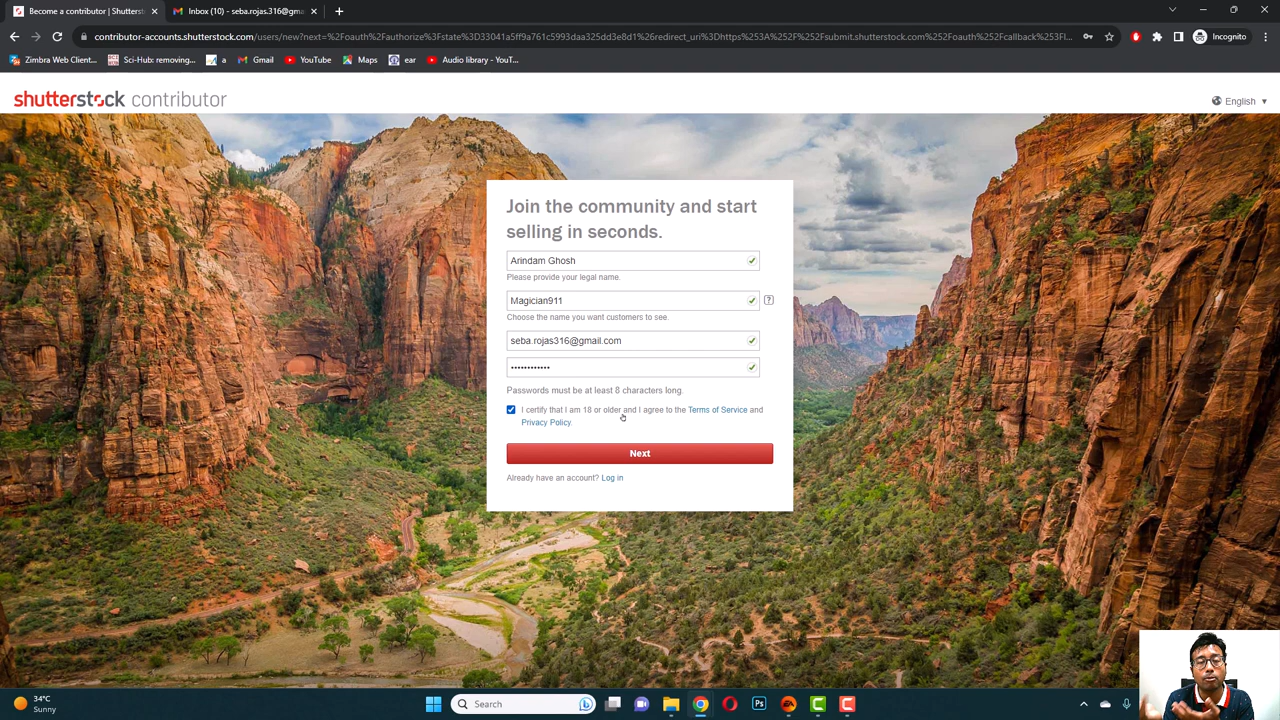 Become a contributor | Shutterst
Inbox (10) - seba.rojas.316@gma
contributor-accounts.shutterstock.com/users/new?next=%2Foauth%2Fauthorize%2Fstate%3D33041a5ff9a761c5993daa325dd3e8d1%26redirect_uri%3Dhttps%253A%252F%252Fsubmit.shutterstock.com%252Foauth%252Fcallback%253Fl...
Incognito
Zimbra Web Client...
Sci-Hub: removing...
a
Gmail
YouTube
Maps
ear
Audio library - YouT...
shutterstock contributor
English
Join the community and start
selling in seconds.
Arindam Ghosh
Please provide your legal name.
Magician911
?
Choose the name you want customers to see.
seba.rojas316@gmail.com
Passwords must be at least 8 characters long.
I certify that I am 18 or older and I agree to the Terms of Service and
Privacy Policy.
Next
Already have an account? Log in
34°C
Sunny
Search
Ps